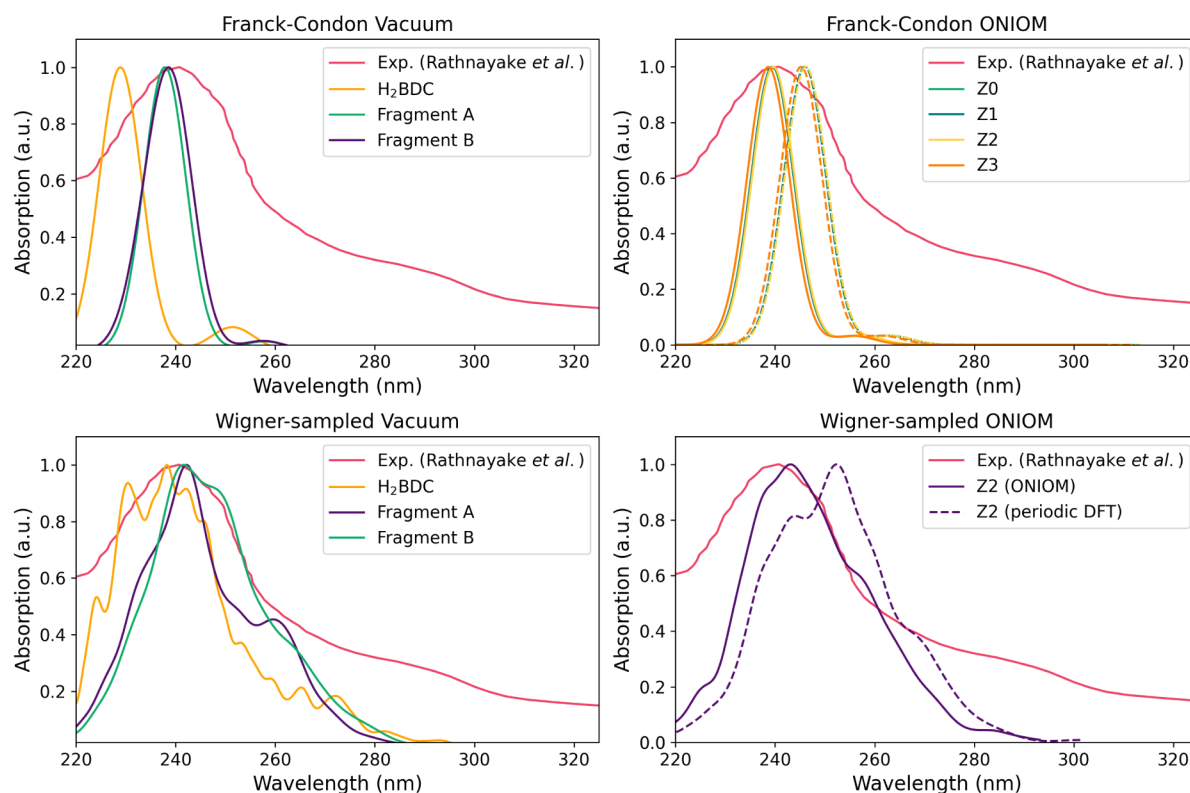 Franck-Condon Vacuum
Absorption (a.u.)
1.0
0.8
0.6
0.4
0.2
Exp. (Rathnayake et al.)
H₂BDC
Fragment A
Fragment B
220 240 260 280 300 320
Wavelength (nm)
Franck-Condon ONIOM
Absorption (a.u.)
1.0
0.8
0.6
0.4
0.2
0.0
Exp. (Rathnayake et al.)
Z0
Z1
Z2
Z3
220 240 260 280 300 320
Wavelength (nm)
Wigner-sampled Vacuum
Absorption (a.u.)
1.0
0.8
0.6
0.4
0.2
Exp. (Rathnayake et al.)
H₂BDC
Fragment A
Fragment B
220 240 260 280 300 320
Wavelength (nm)
Wigner-sampled ONIOM
Absorption (a.u.)
1.0
0.8
0.6
0.4
0.2
0.0
Exp. (Rathnayake et al.)
Z2 (ONIOM)
Z2 (periodic DFT)
220 240 260 280 300 320
Wavelength (nm)